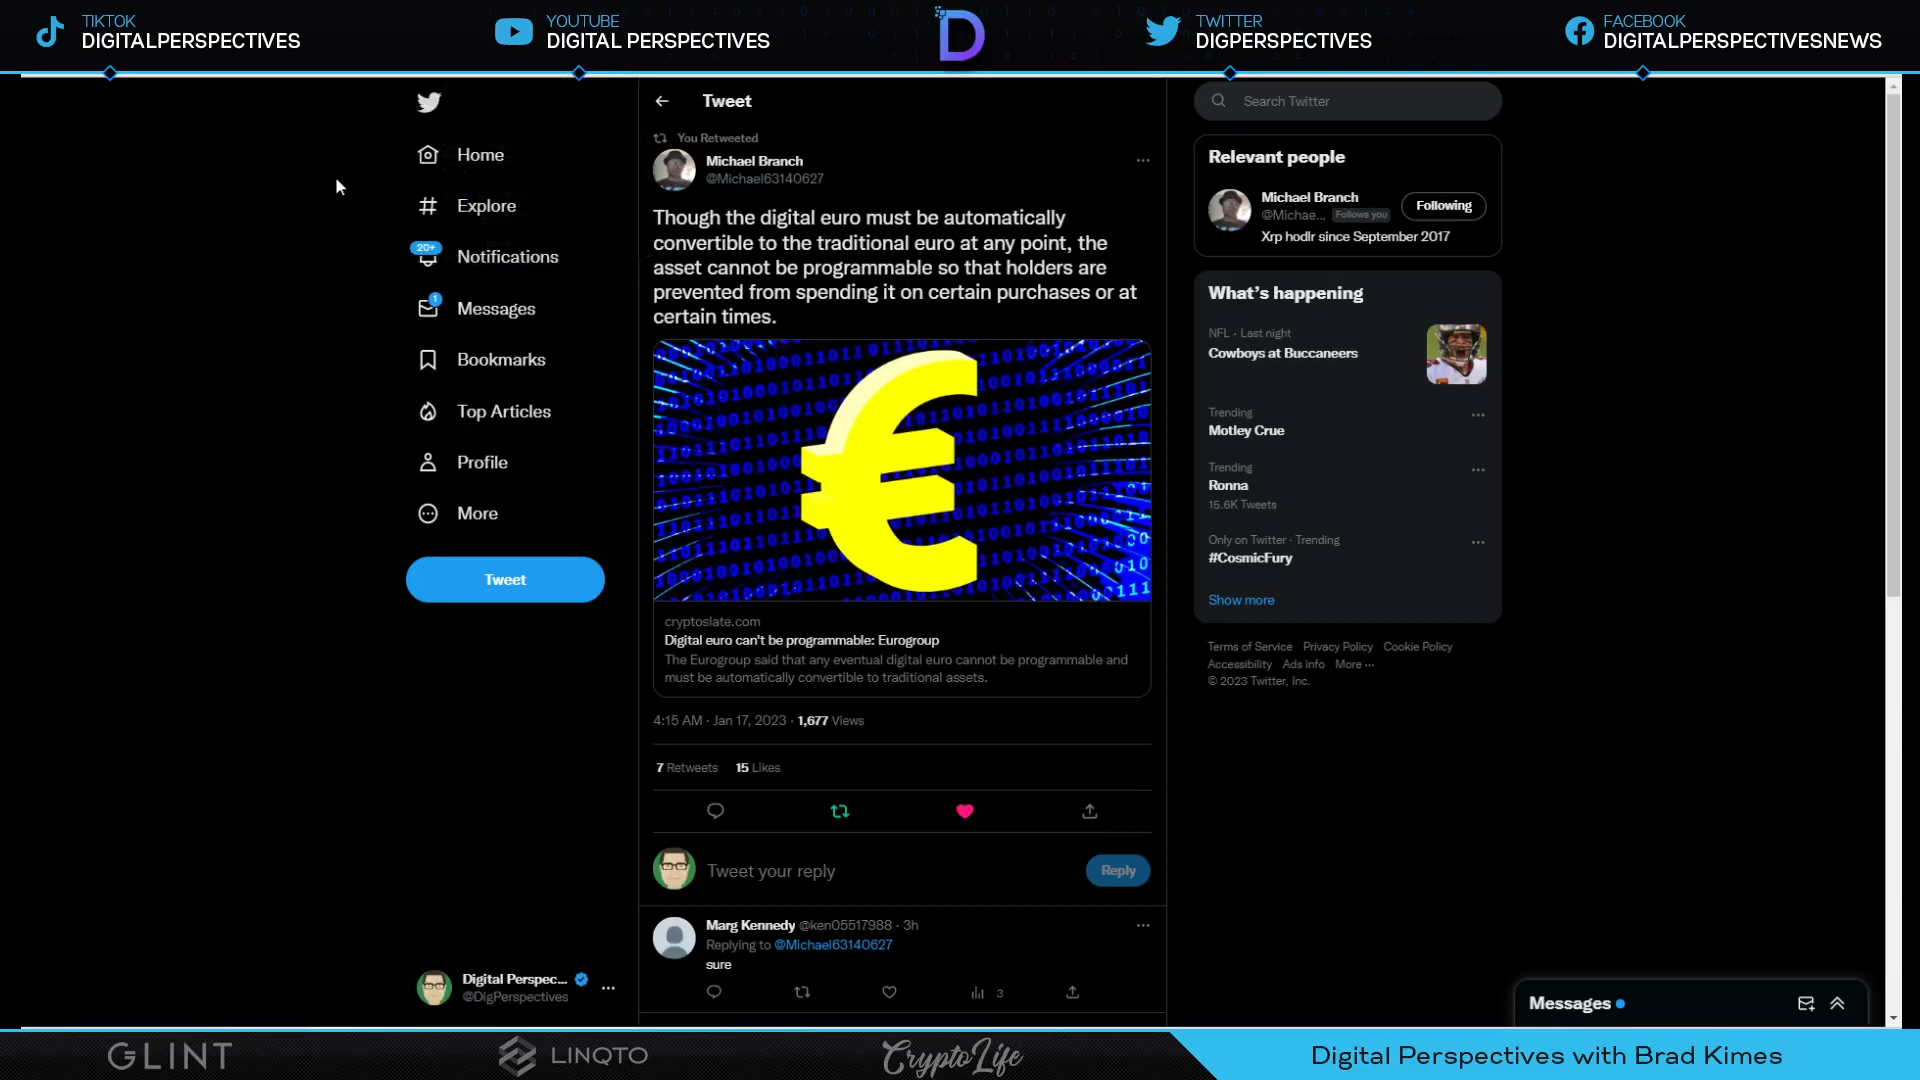 TIKTOK
DIGITALPERSPECTIVES
YOUTUBE
DIGITAL PERSPECTIVES
D
TWITTER
DIGPERSPECTIVES
FACEBOOK
DIGITALPERSPECTIVESNEWS
Home
Explore
20+
Notifications
1
Messages
Bookmarks
Top Articles
Profile
More
Tweet
Digital Perspec...
@DigPerspectives
Tweet
You Retweeted
Michael Branch
@Michael63140627
Though the digital euro must be automatically
convertible to the traditional euro at any point, the
asset cannot be programmable so that holders are
prevented from spending it on certain purchases or at
certain times.
€
cryptoslate.com
Digital euro can't be programmable: Eurogroup
The Eurogroup said that any eventual digital euro cannot be programmable and
must be automatically convertible to traditional assets.
4:15 AM · Jan 17, 2023 · 1,677 Views
7 Retweets 15 Likes
Tweet your reply
Reply
Marg Kennedy @ken05517988 · 3h
Replying to @Michael63140627
sure
3
Search Twitter
Relevant people
Michael Branch
@Michae... Follows you
Following
Xrp hodlr since September 2017
What's happening
NFL · Last night
Cowboys at Buccaneers
Trending
Motley Crue
Trending
Ronna
15.6K Tweets
Only on Twitter · Trending
#CosmicFury
Show more
Terms of Service Privacy Policy Cookie Policy
Accessibility Ads info More ···
© 2023 Twitter, Inc.
Messages
GLINT
LINQTO
CryptoLife
Digital Perspectives with Brad Kimes